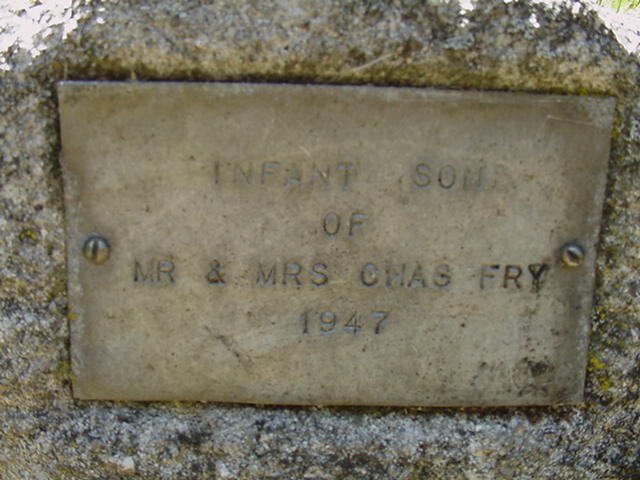 INFANT SON
OF
MR & MRS CHAS FRY
1947